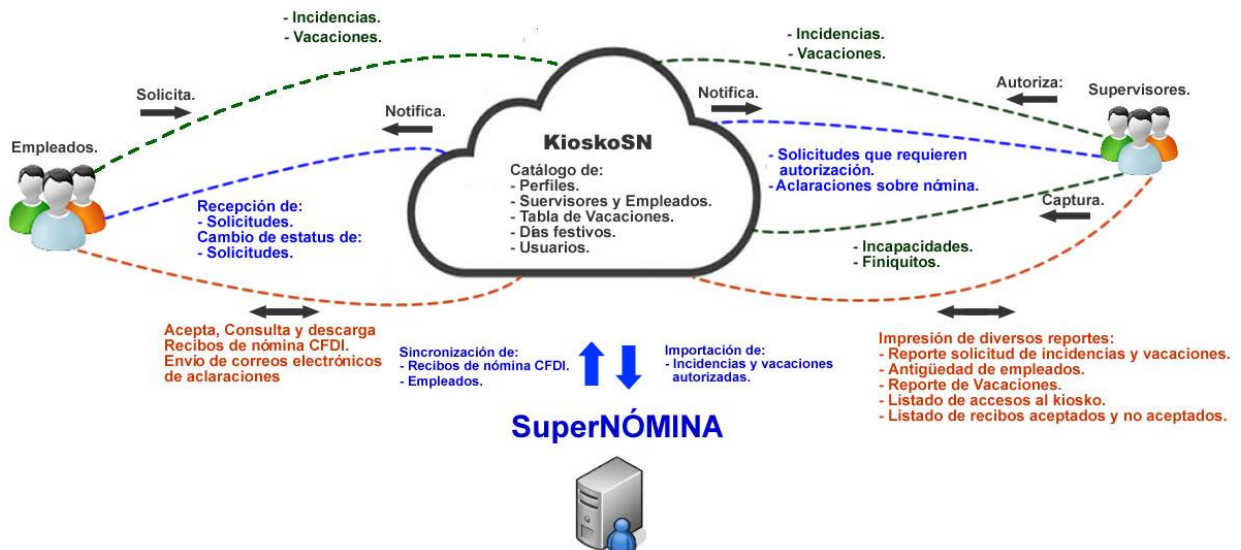 - Incidencias.
- Vacaciones.
Solicita.
Notifica.
Empleados.
Recepción de:
- Solicitudes.
Cambio de estatus de:
- Solicitudes.
Acepta, Consulta y descarga
Recibos de nómina CFDI.
Envío de correos electrónicos
de aclaraciones
KioskoSN
Catálogo de:
- Perfiles.
- Suervisores y Empleados.
- Tabla de Vacaciones.
- Días festivos.
- Usuarios.
- Incidencias.
- Vacaciones.
Notifica.
Autoriza:
Supervisores.
- Solicitudes que requieren
autorización.
- Aclaraciones sobre nómina.
Captura.
- Incapacidades.
- Finiquitos.
Impresión de diversos reportes:
- Reporte solicitud de incidencias y vacaciones.
- Antigüedad de empleados.
- Reporte de Vacaciones.
- Listado de accesos al kiosko.
- Listado de recibos aceptados y no aceptados.
Sincronización de:
- Recibos de nómina CFDI.
- Empleados.
Importación de:
- Incidencias y vacaciones
autorizadas.
SuperNÓMINA